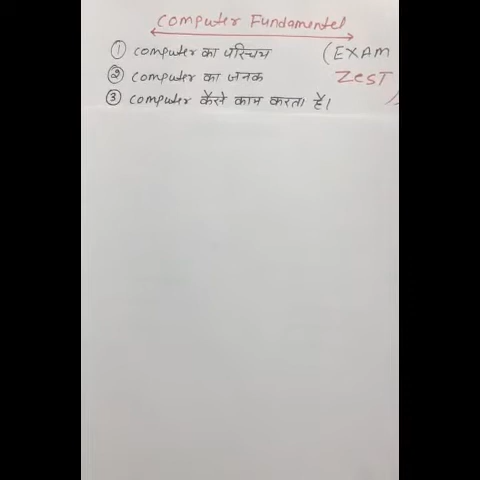 Computer Fundamentel
① Computer का परिचय (EXAM
② Computer का जनक ZEST
③ Computer कैसे काम करता है।